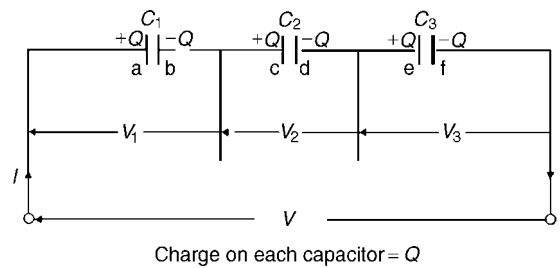 C1 C2 C3
+Q −Q +Q −Q +Q −Q
a b c d e f
V1 V2 V3
I
V
Charge on each capacitor = Q